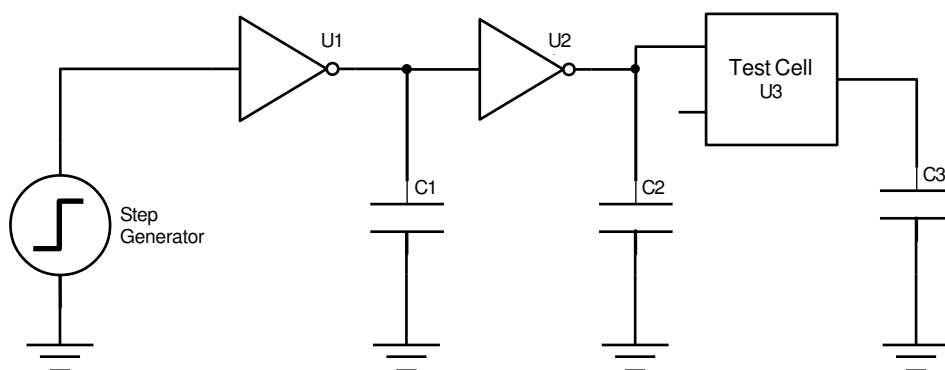 U1
U2
Test Cell
U3
C1
C2
C3
Step
Generator